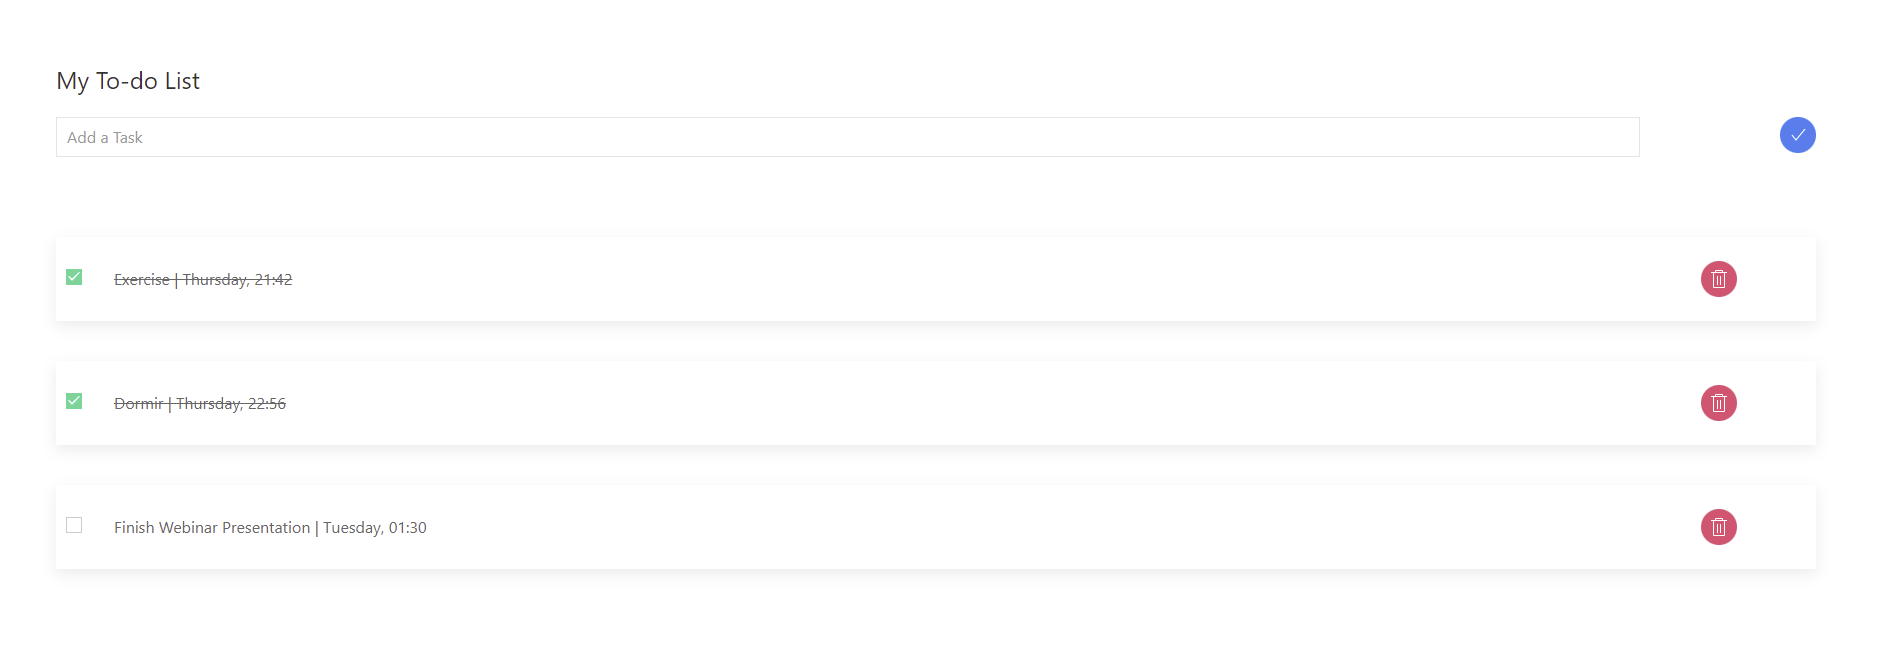 My To-do List
Add a Task
Exercise | Thursday, 21:42
Dormir | Thursday, 22:56
Finish Webinar Presentation | Tuesday, 01:30